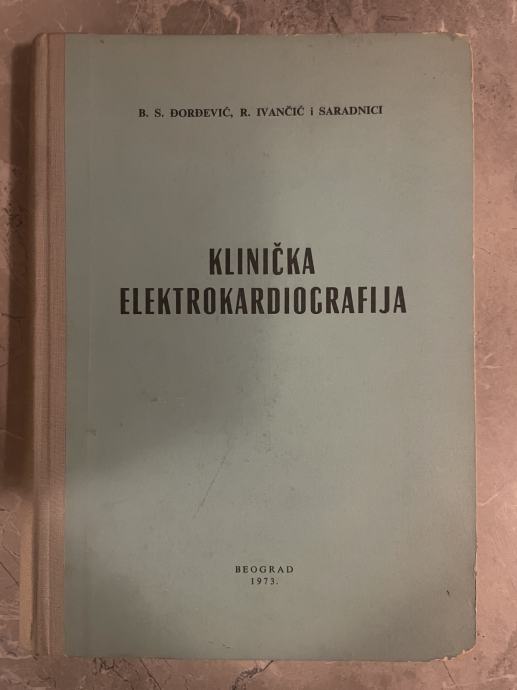 B. S. ĐORĐEVIĆ, R. IVANČIĆ i SARADNICI
KLINIČKA
ELEKTROKARDIOGRAFIJA
BEOGRAD
1973.